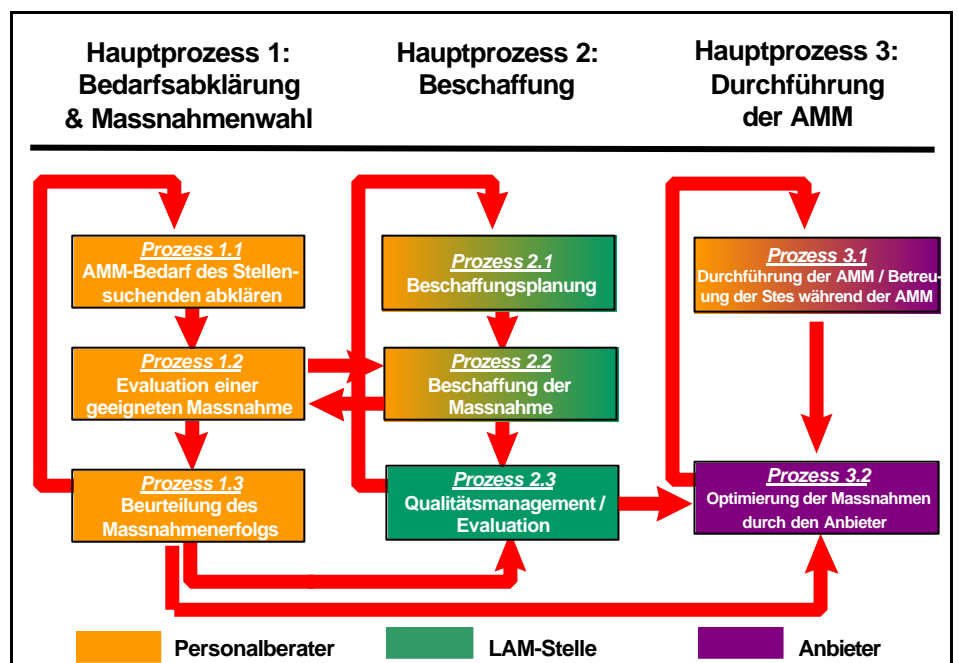 Hauptprozess 1:
Bedarfsabklärung
& Massnahmenwahl
Hauptprozess 2:
Beschaffung
Hauptprozess 3:
Durchführung
der AMM
Prozess 1.1
AMM-Bedarf des Stellen-
suchenden abklären
Prozess 2.1
Beschaffungsplanung
Prozess 3.1
Durchführung der AMM / Betreu-
ung der Stes während der AMM
Prozess 1.2
Evaluation einer
geeigneten Massnahme
Prozess 2.2
Beschaffung der
Massnahme
Prozess 1.3
Beurteilung des
Massnahmenerfolgs
Prozess 2.3
Qualitätsmanagement /
Evaluation
Prozess 3.2
Optimierung der Massnahmen
durch den Anbieter
Personalberater
LAM-Stelle
Anbieter